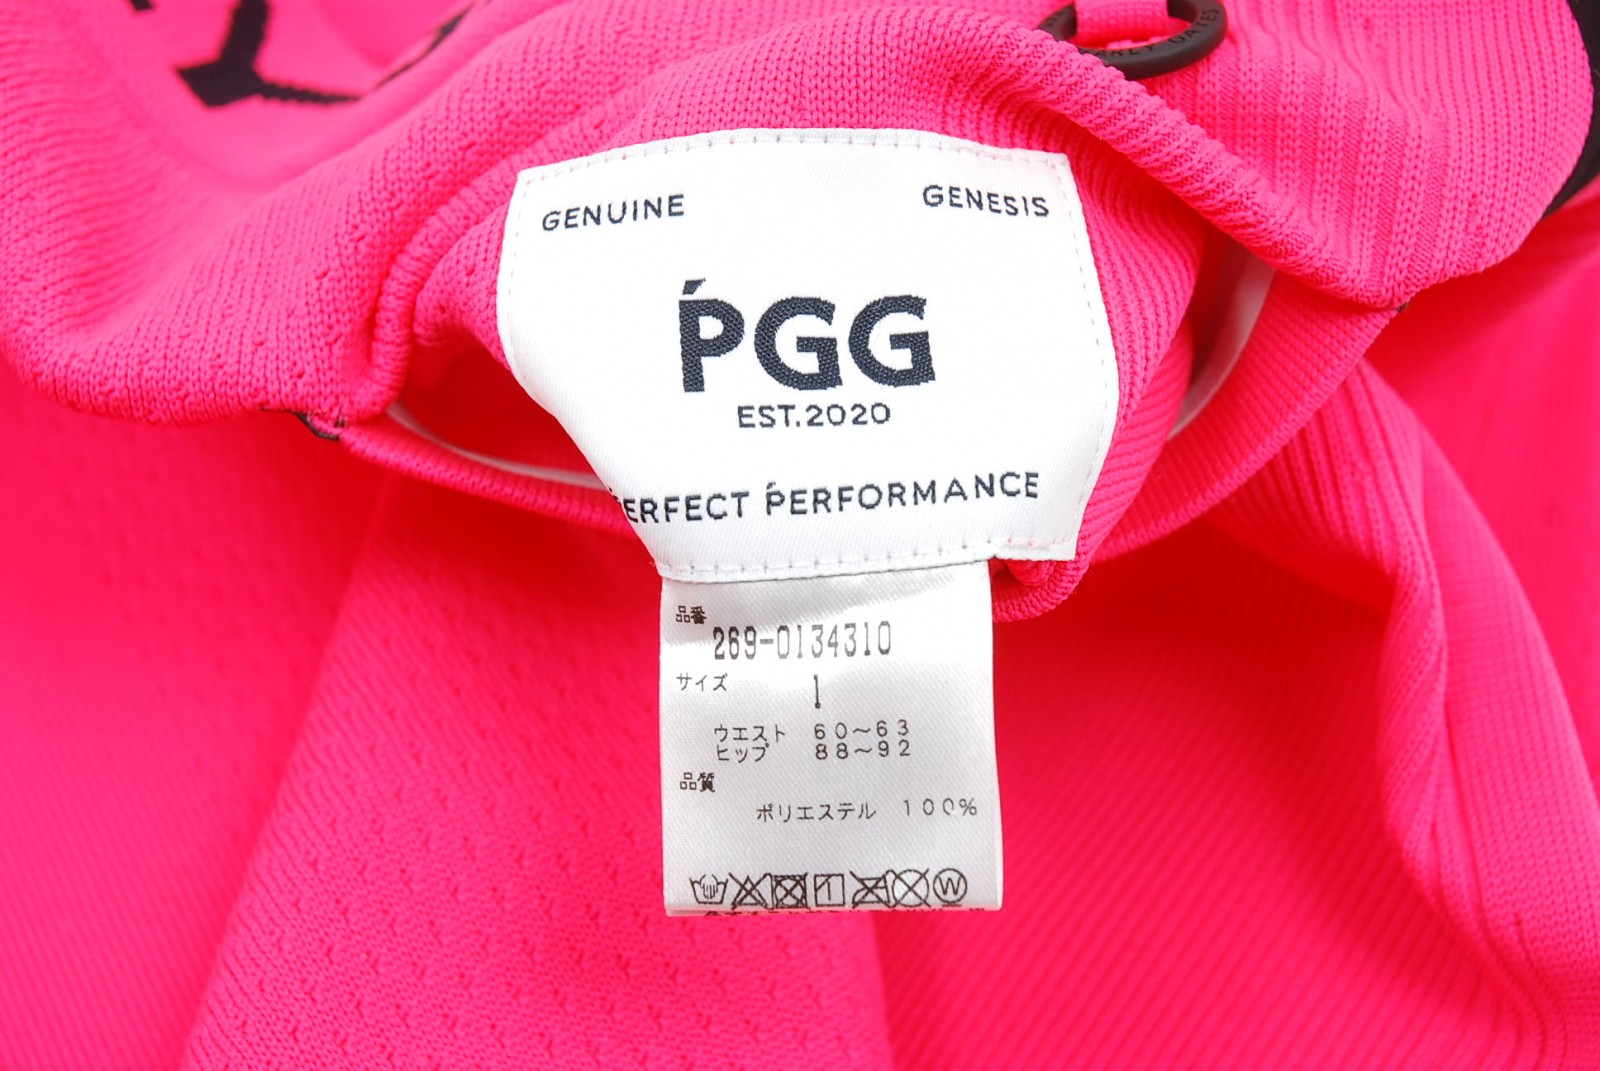 GENUINE GENESIS
PGG
EST.2020
ERFECT PERFORMANCE
品番
269-0134310
サイズ 1
ウエスト 60~63
ヒップ 88~92
品質
ポリエステル 100%
W